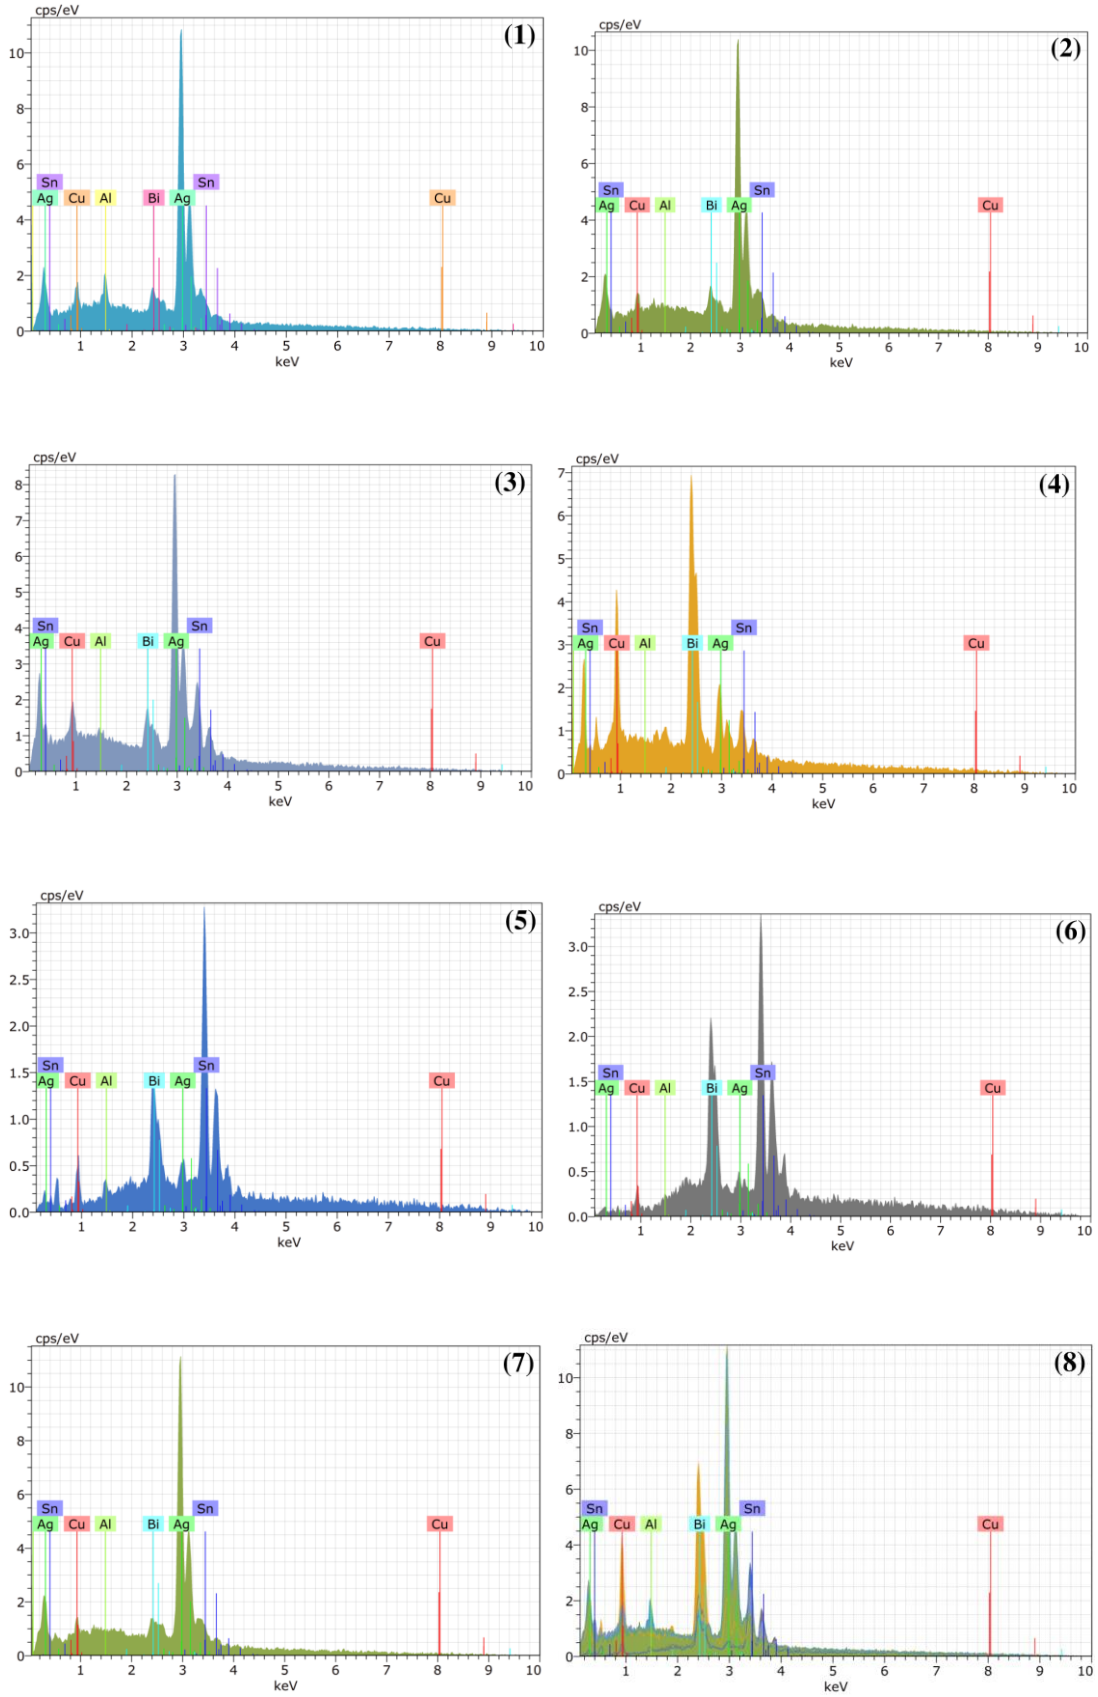 cps/eV
(1)
10
8
6
4
2
0
Sn
Ag Cu Al Bi Ag Sn Cu
1 2 3 4 5 6 7 8 9 10
keV
cps/eV
(2)
10
8
6
4
2
0
Sn Sn
Ag Cu Al Bi Ag Cu
1 2 3 4 5 6 7 8 9 10
keV
cps/eV
(3)
8
7
6
5
4
3
2
1
0
Sn Sn
Ag Cu Al Bi Ag Cu
1 2 3 4 5 6 7 8 9 10
keV
cps/eV
(4)
7
6
5
4
3
2
1
0
Sn Sn
Ag Cu Al Bi Ag Cu
1 2 3 4 5 6 7 8 9 10
keV
cps/eV
(5)
3.0
2.5
2.0
1.5
1.0
0.5
0.0
Sn Sn
Ag Cu Al Bi Ag Cu
1 2 3 4 5 6 7 8 9 10
keV
cps/eV
(6)
3.0
2.5
2.0
1.5
1.0
0.5
0.0
Sn Sn
Ag Cu Al Bi Ag Cu
1 2 3 4 5 6 7 8 9 10
keV
cps/eV
(7)
10
8
6
4
2
0
Sn Sn
Ag Cu Al Bi Ag Cu
1 2 3 4 5 6 7 8 9 10
keV
cps/eV
(8)
10
8
6
4
2
0
Sn Sn
Ag Cu Al Bi Ag Cu
1 2 3 4 5 6 7 8 9 10
keV